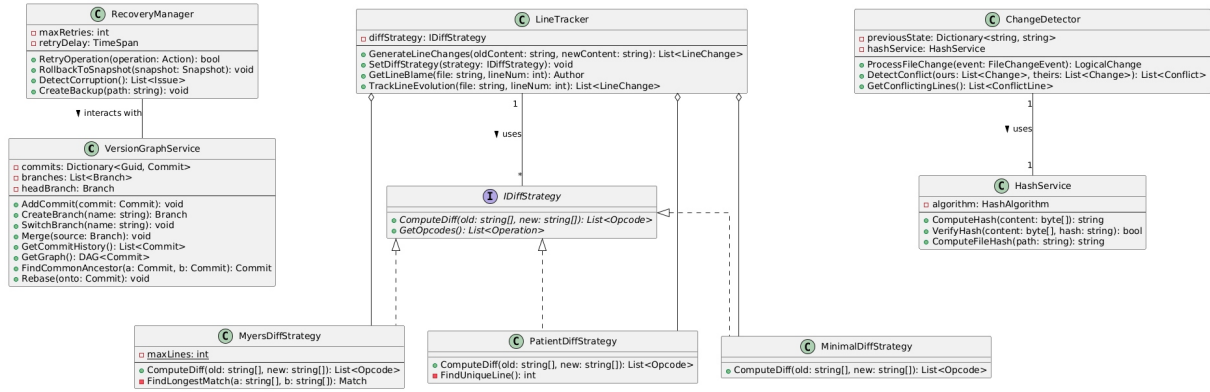 C RecoveryManager
maxRetries: int
retryDelay: TimeSpan
RetryOperation(operation: Action): bool
RollbackToSnapshot(snapshot: Snapshot): void
DetectCorruption(): List<Issue>
CreateBackup(path: string): void
interacts with
C VersionGraphService
commits: Dictionary<Guid, Commit>
branches: List<Branch>
headBranch: Branch
AddCommit(commit: Commit): void
CreateBranch(name: string): Branch
SwitchBranch(name: string): void
Merge(source: Branch): void
GetCommitHistory(): List<Commit>
GetGraph(): DAG<Commit>
FindCommonAncestor(a: Commit, b: Commit): Commit
Rebase(onto: Commit): void
C LineTracker
diffStrategy: IDiffStrategy
GenerateLineChanges(oldContent: string, newContent: string): List<LineChange>
SetDiffStrategy(strategy: IDiffStrategy): void
GetLineBlame(file: string, lineNum: int): Author
TrackLineEvolution(file: string, lineNum: int): List<LineChange>
1
uses
*
I IDiffStrategy
ComputeDiff(old: string[], new: string[]): List<Opcode>
GetOpcodes(): List<Operation>
C ChangeDetector
previousState: Dictionary<string, string>
hashService: HashService
ProcessFileChange(event: FileChangeEvent): LogicalChange
DetectConflict(ours: List<Change>, theirs: List<Change>): List<Conflict>
GetConflictingLines(): List<ConflictLine>
1
uses
1
C HashService
algorithm: HashAlgorithm
ComputeHash(content: byte[]): string
VerifyHash(content: byte[], hash: string): bool
ComputeFileHash(path: string): string
C MyersDiffStrategy
maxLines: int
ComputeDiff(old: string[], new: string[]): List<Opcode>
FindLongestMatch(a: string[], b: string[]): Match
C PatientDiffStrategy
ComputeDiff(old: string[], new: string[]): List<Opcode>
FindUniqueLine(): int
C MinimalDiffStrategy
ComputeDiff(old: string[], new: string[]): List<Opcode>